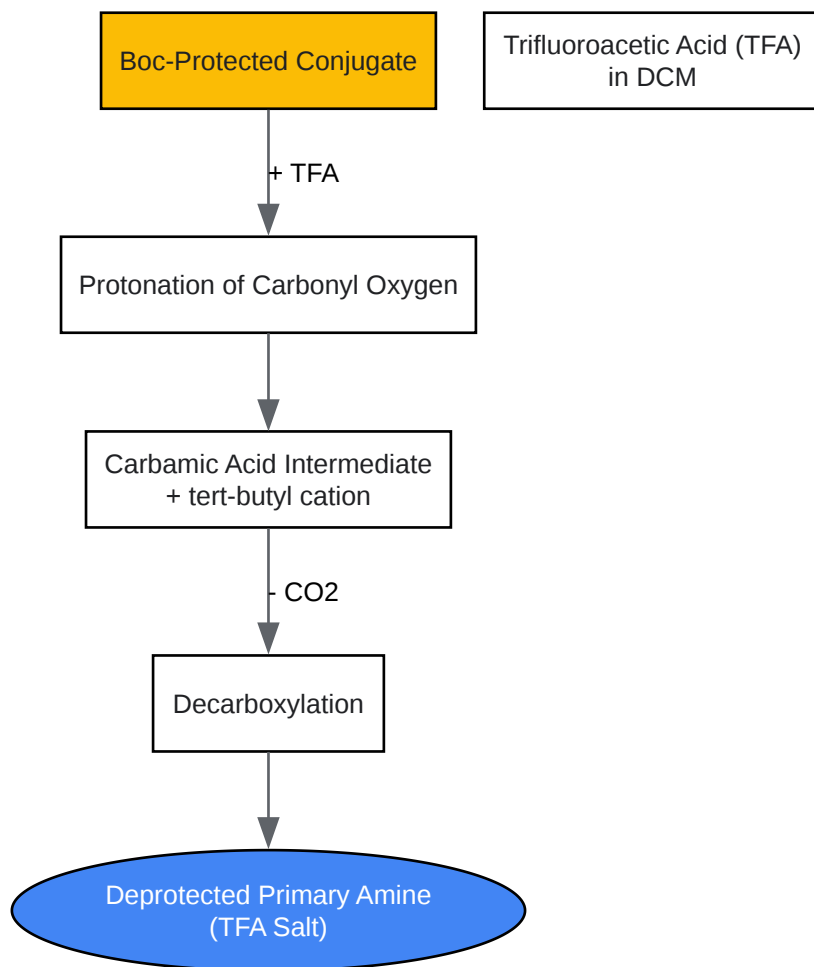 Boc-Protected Conjugate
Trifluoroacetic Acid (TFA)
in DCM
+ TFA
Protonation of Carbonyl Oxygen
Carbamic Acid Intermediate
+ tert-butyl cation
- CO2
Decarboxylation
Deprotected Primary Amine
(TFA Salt)